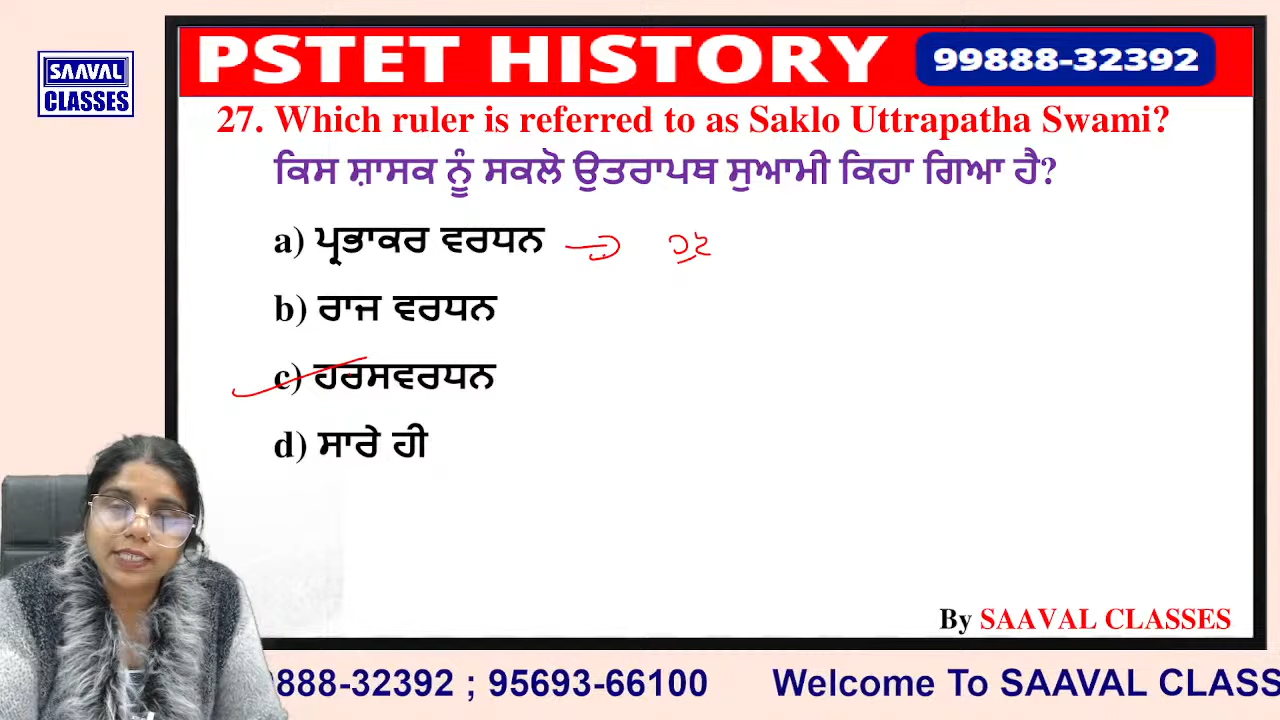 SAAVAL
CLASSES
PSTET HISTORY
99888-32392
27. Which ruler is referred to as Saklo Uttrapatha Swami?
ਕਿਸ ਸ਼ਾਸਕ ਨੂੰ ਸਕਲੋ ਉਤਰਾਪਥ ਸੁਆਮੀ ਕਿਹਾ ਗਿਆ ਹੈ?
a) ਪ੍ਰਭਾਕਰ ਵਰਧਨ
b) ਰਾਜ ਵਰਧਨ
c) ਹਰਸਵਰਧਨ
d) ਸਾਰੇ ਹੀ
By SAAVAL CLASSES
9888-32392 ; 95693-66100 Welcome To SAAVAL CLASS